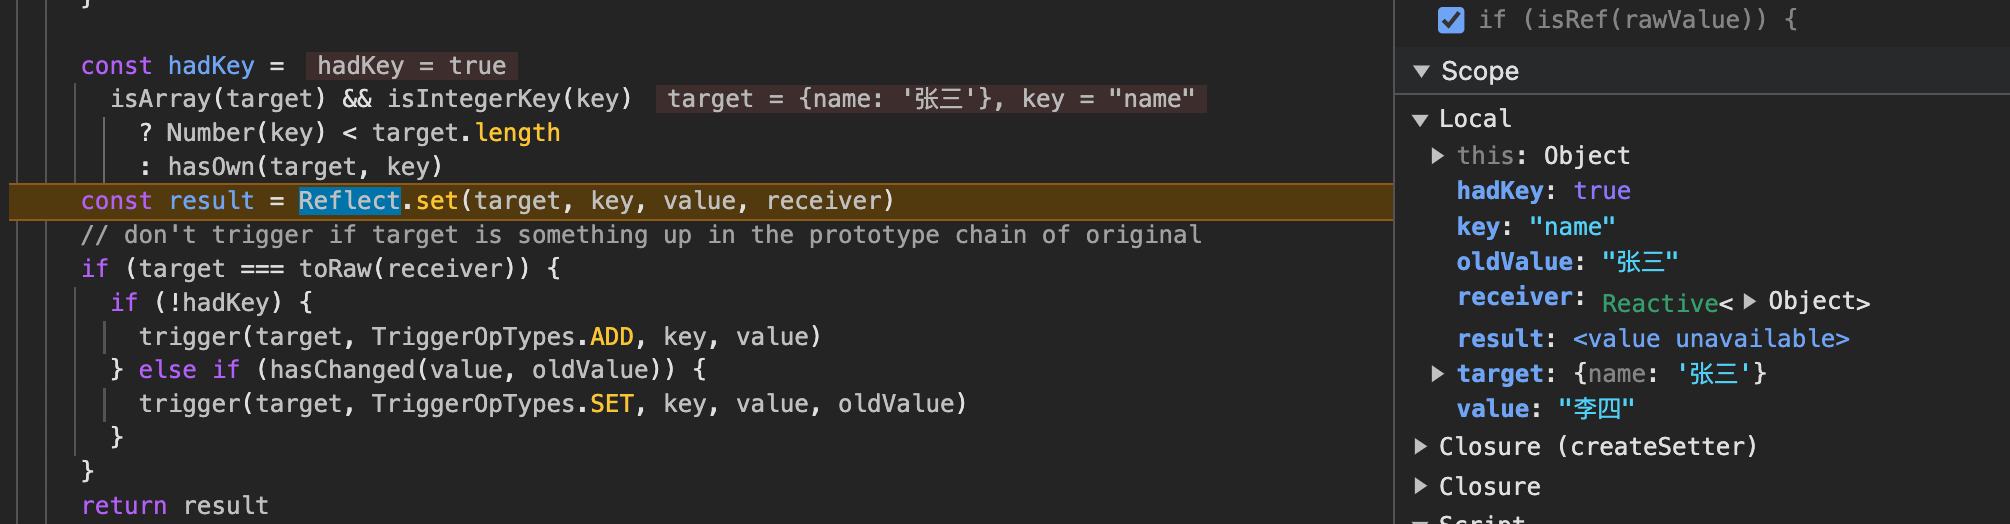 }
const hadKey = hadKey = true
isArray(target) && isIntegerKey(key) target = {name: '张三'}, key = "name"
? Number(key) < target.length
: hasOwn(target, key)
const result = Reflect.set(target, key, value, receiver)
// don't trigger if target is something up in the prototype chain of original
if (target === toRaw(receiver)) {
if (!hadKey) {
trigger(target, TriggerOpTypes.ADD, key, value)
} else if (hasChanged(value, oldValue)) {
trigger(target, TriggerOpTypes.SET, key, value, oldValue)
}
}
return result
if (isRef(rawValue)) {
Scope
Local
this: Object
hadKey: true
key: "name"
oldValue: "张三"
receiver: Reactive<Object>
result: <value unavailable>
target: {name: '张三'}
value: "李四"
Closure (createSetter)
Closure
Script